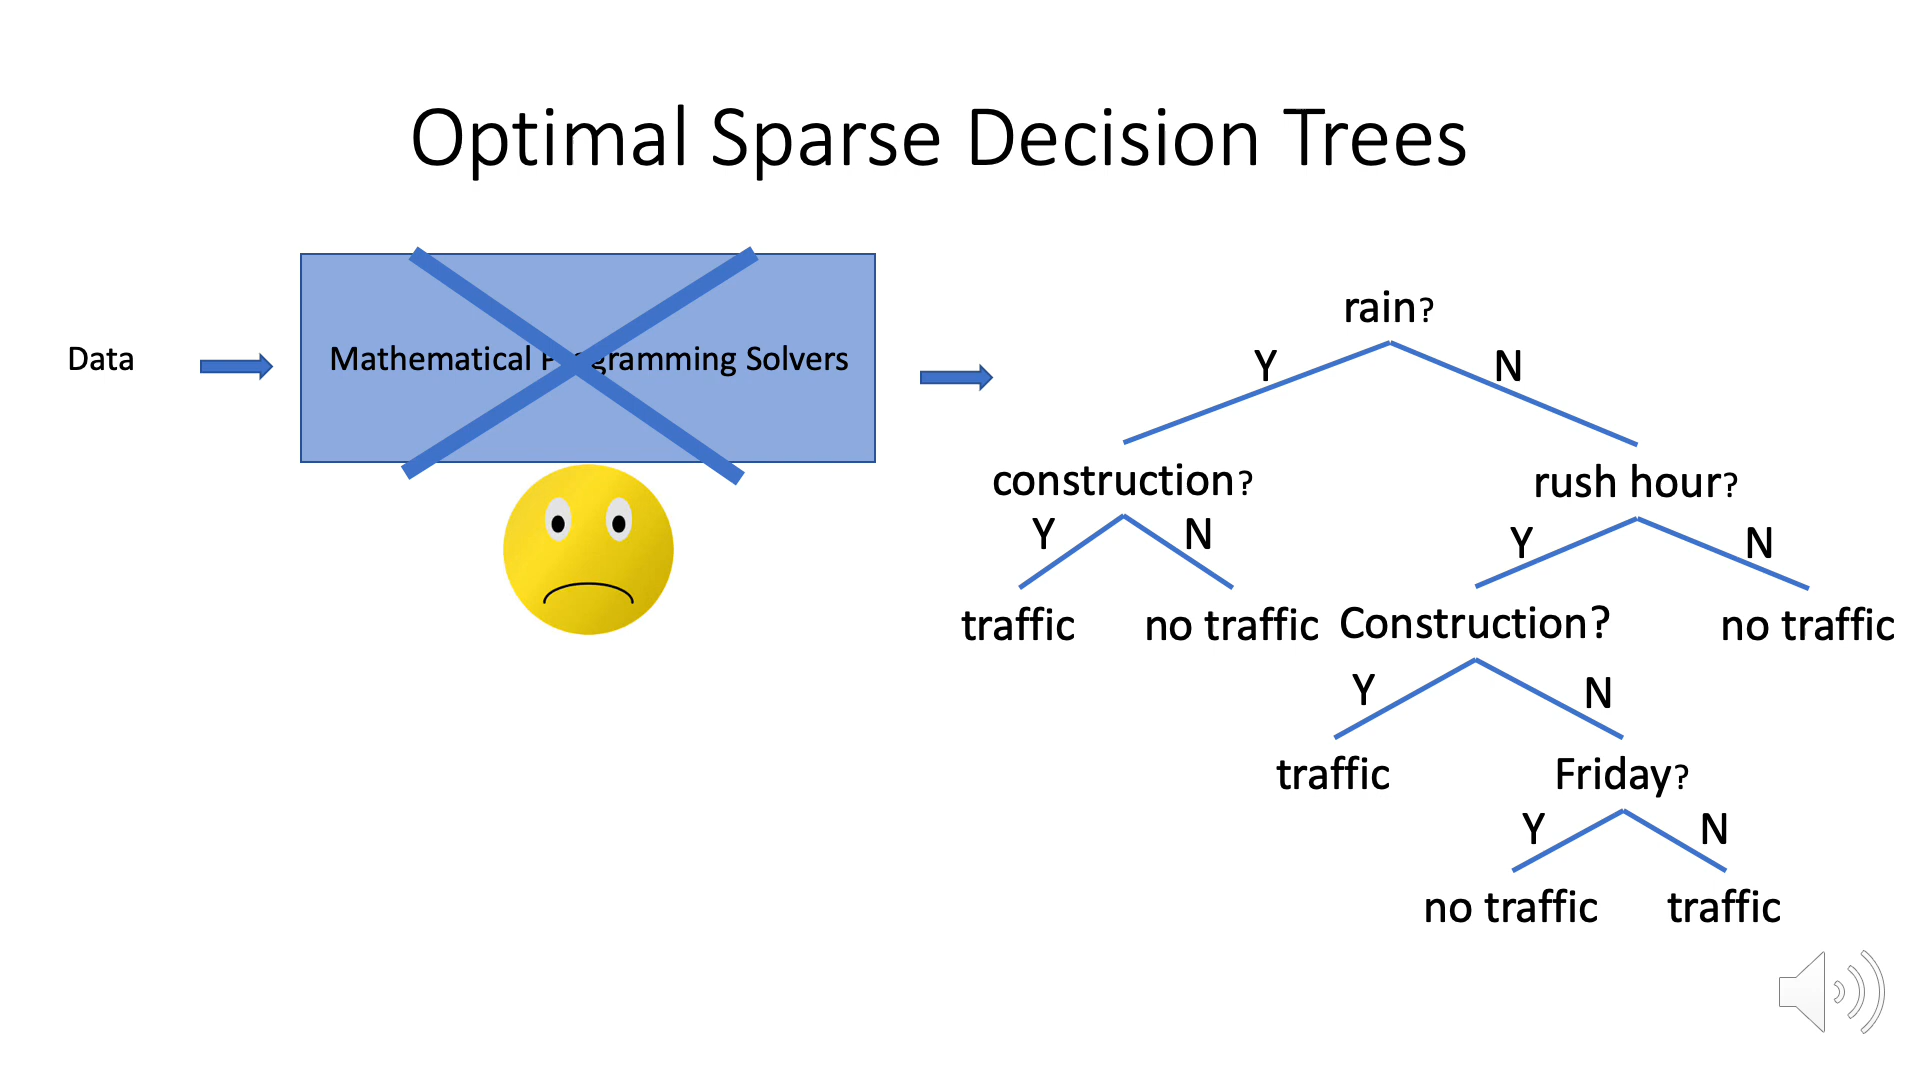 Optimal Sparse Decision Trees
Data
Mathematical Programming Solvers
rain?
Y
N
construction?
rush hour?
Y
N
Y
N
traffic
no traffic
Construction?
no traffic
Y
N
traffic
Friday?
Y
N
no traffic
traffic